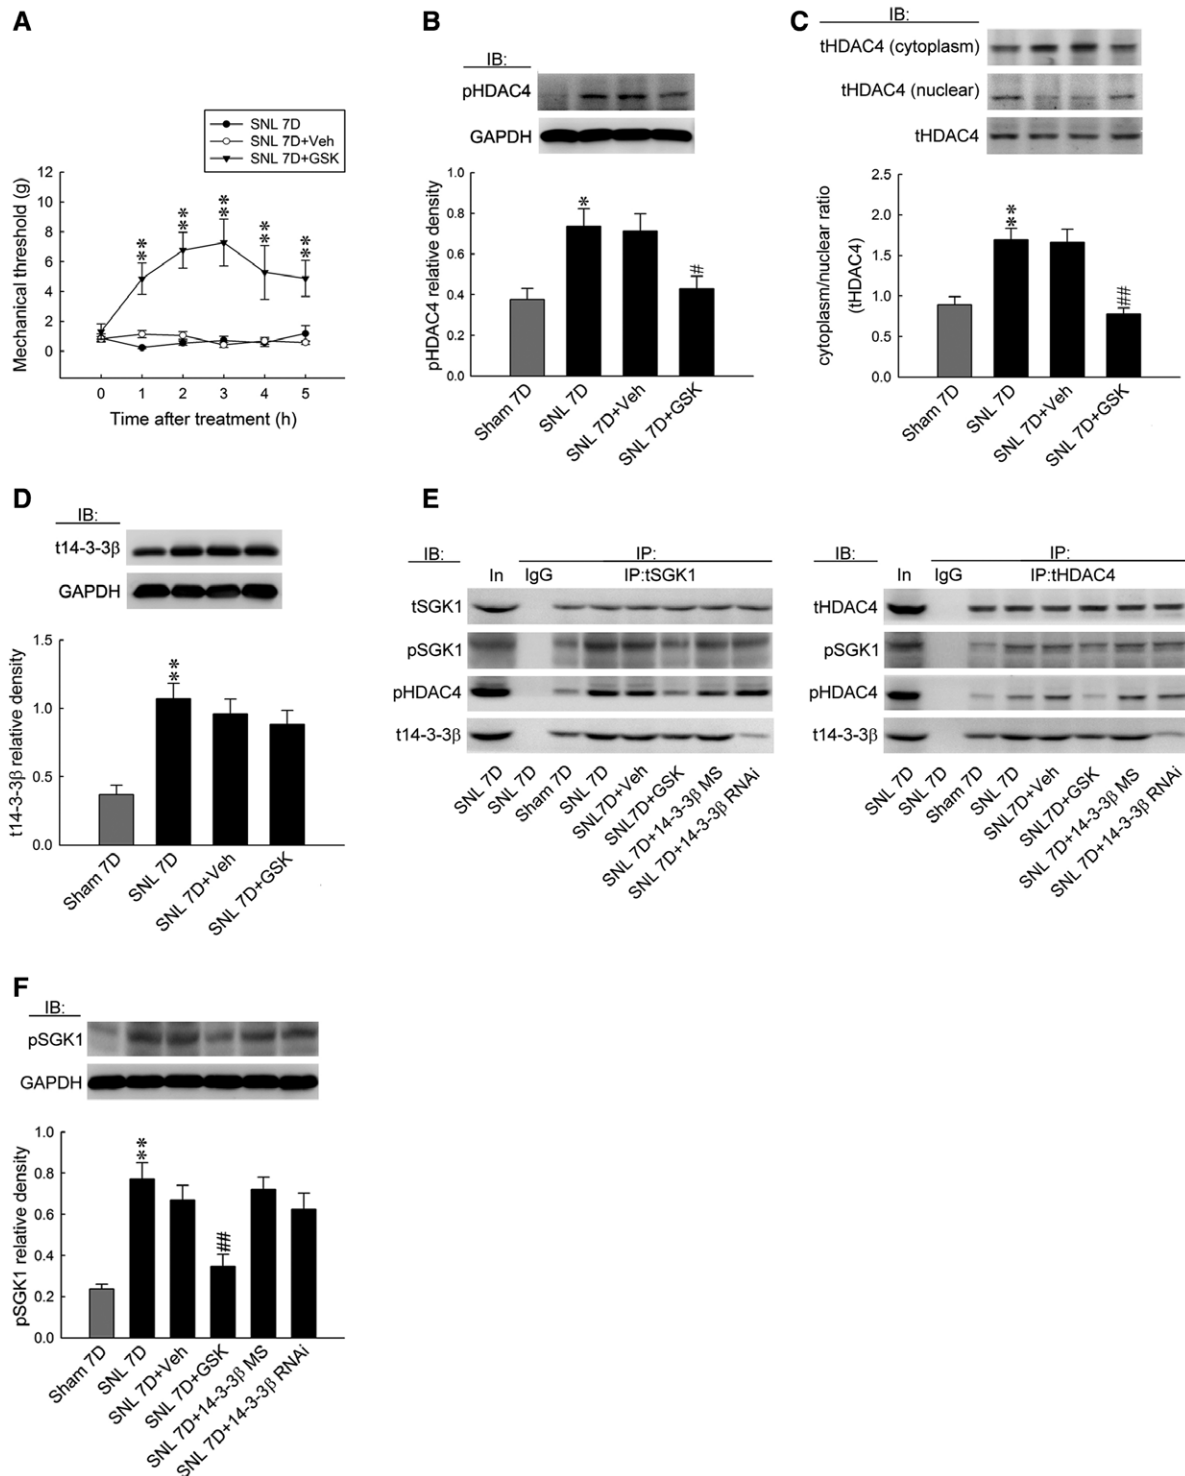 A
SNL 7D
SNL 7D+Veh
SNL 7D+GSK
Mechanical threshold (g)
12
10
8
6
4
2
0
** ** ** ** **
0 1 2 3 4 5
Time after treatment (h)
B
IB:
pHDAC4
GAPDH
pHDAC4 relative density
1.0
0.8
0.6
0.4
0.2
0.0
*
#
Sham 7D
SNL 7D
SNL 7D+Veh
SNL 7D+GSK
C
IB:
tHDAC4 (cytoplasm)
tHDAC4 (nuclear)
tHDAC4
cytoplasm/nuclear ratio
(tHDAC4)
2.5
2.0
1.5
1.0
0.5
0.0
**
##
Sham 7D
SNL 7D
SNL 7D+Veh
SNL 7D+GSK
D
IB:
t14-3-3β
GAPDH
t14-3-3β relative density
1.5
1.0
0.5
0.0
**
Sham 7D
SNL 7D
SNL 7D+Veh
SNL 7D+GSK
E
IB: IP:
In IgG IP:tSGK1
tSGK1
pSGK1
pHDAC4
t14-3-3β
SNL 7D
SNL 7D
Sham 7D
SNL 7D
SNL7D+Veh
SNL7D+GSK
SNL 7D+14-3-3β MS
SNL 7D+14-3-3β RNAi
IB: IP:
In IgG IP:tHDAC4
tHDAC4
pSGK1
pHDAC4
t14-3-3β
SNL 7D
SNL 7D
Sham 7D
SNL 7D
SNL7D+Veh
SNL7D+GSK
SNL 7D+14-3-3β MS
SNL 7D+14-3-3β RNAi
F
IB:
pSGK1
GAPDH
pSGK1 relative density
1.0
0.8
0.6
0.4
0.2
0.0
**
##
Sham 7D
SNL 7D
SNL 7D+Veh
SNL 7D+GSK
SNL 7D+14-3-3β MS
SNL 7D+14-3-3β RNAi